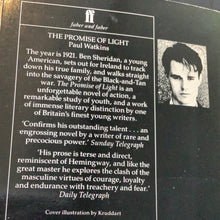 ff
faber and faber
THE PROMISE OF LIGHT
Paul Watkins
The year is 1921. Ben Sheridan, a young
American, sets out for Ireland to track
down his true family, and walks straight
into the savagery of the Black-and-Tan
war. The Promise of Light is an
unforgettable novel of action, a
remarkable study of youth, and a work
of immense literary distinction by one
of Britain's finest young writers.
'Confirms his outstanding talent . . . an
engrossing novel by a writer of rare and
precocious power.' Sunday Telegraph
'His prose is terse and direct,
reminiscent of Hemingway, and like the
great master he explores the clash of the
masculine virtues of courage, loyalty
and endurance with treachery and fear.'
Daily Telegraph
Cover illustration by Kruddart